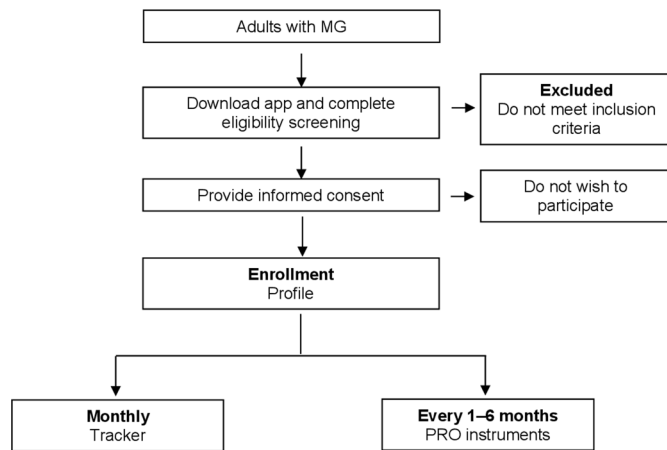 Adults with MG
Download app and complete
eligibility screening
Excluded
Do not meet inclusion
criteria
Provide informed consent
Do not wish to
participate
Enrollment
Profile
Monthly
Tracker
Every 1–6 months
PRO instruments